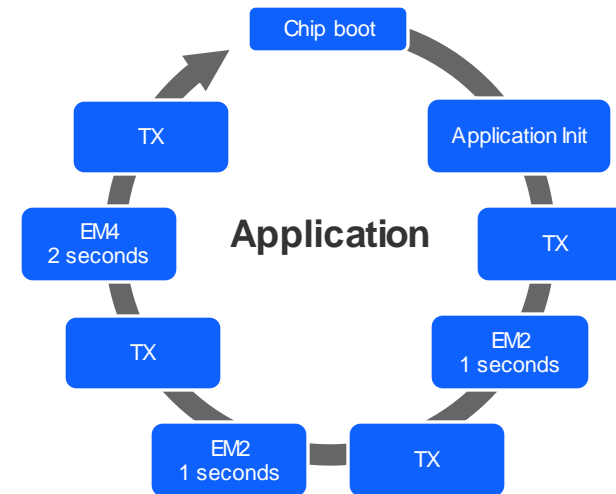 Chip boot
Application Init
TX
EM2
1 seconds
TX
EM2
1 seconds
TX
EM4
2 seconds
TX
Application